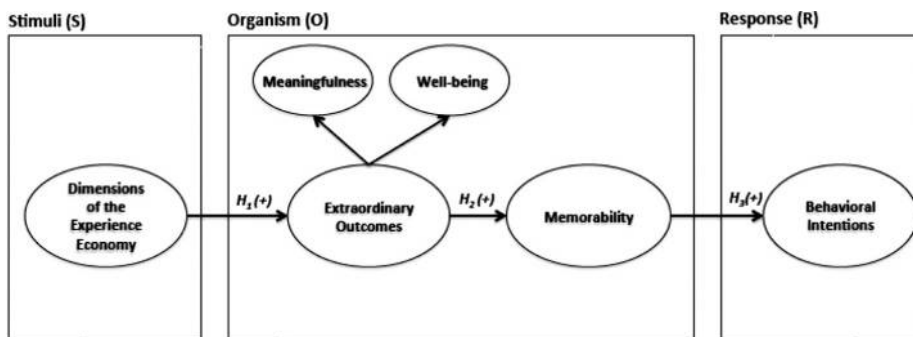 Stimuli (S)
Organism (O)
Response (R)
Meaningfulness
Well-being
Dimensions
of the
Experience
Economy
H1(+)
Extraordinary
Outcomes
H2(+)
Memorability
H3(+)
Behavioral
Intentions